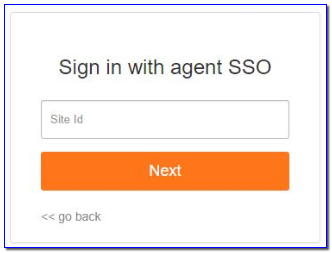 Sign in with agent SSO
Site Id
Next
<< go back